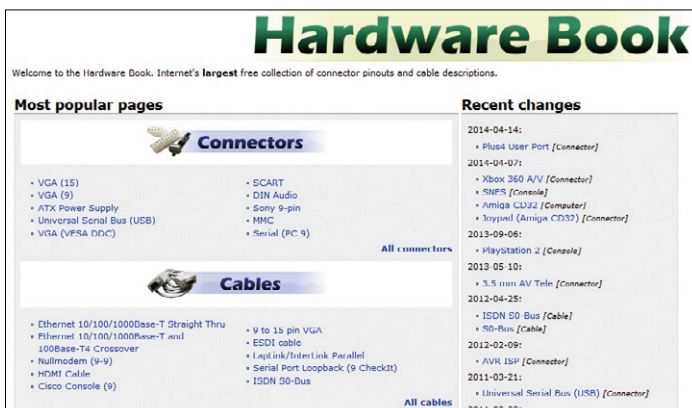 Hardware Book
Welcome to the Hardware Book. Internet's largest free collection of connector pinouts and cable descriptions.
Most popular pages
Connectors
• VGA (15)
• VGA (9)
• ATX Power Supply
• Universal Serial Bus (USB)
• VGA (VESA DDC)
• SCART
• DIN Audio
• Sony 9-pin
• MMC
• Serial (PC 9)
All connectors
Cables
• Ethernet 10/100/1000Base-T Straight Thru
• Ethernet 10/100/1000Base-T and
100Base-T4 Crossover
• Nullmodem (9-9)
• HDMI Cable
• Cisco Console (9)
• 9 to 15 pin VGA
• ESDI cable
• LapLink/InterLink Parallel
• Serial Port Loopback (9 CheckIt)
• ISDN S0-Bus
All cables
Recent changes
2014-04-14:
• Plus4 User Port [Connector]
2014-04-07:
• Xbox 360 A/V [Connector]
• SNES [Console]
• Amiga CD32 [Computer]
• Joypad (Amiga CD32) [Connector]
2013-09-06:
• PlayStation 2 [Console]
2013-05-10:
• 3.5 mm AV Tele [Connector]
2012-04-25:
• ISDN S0-Bus [Cable]
• S0-Bus [Cable]
2012-02-09:
• AVR ISP [Connector]
2011-03-21:
• Universal Serial Bus (USB) [Connector]